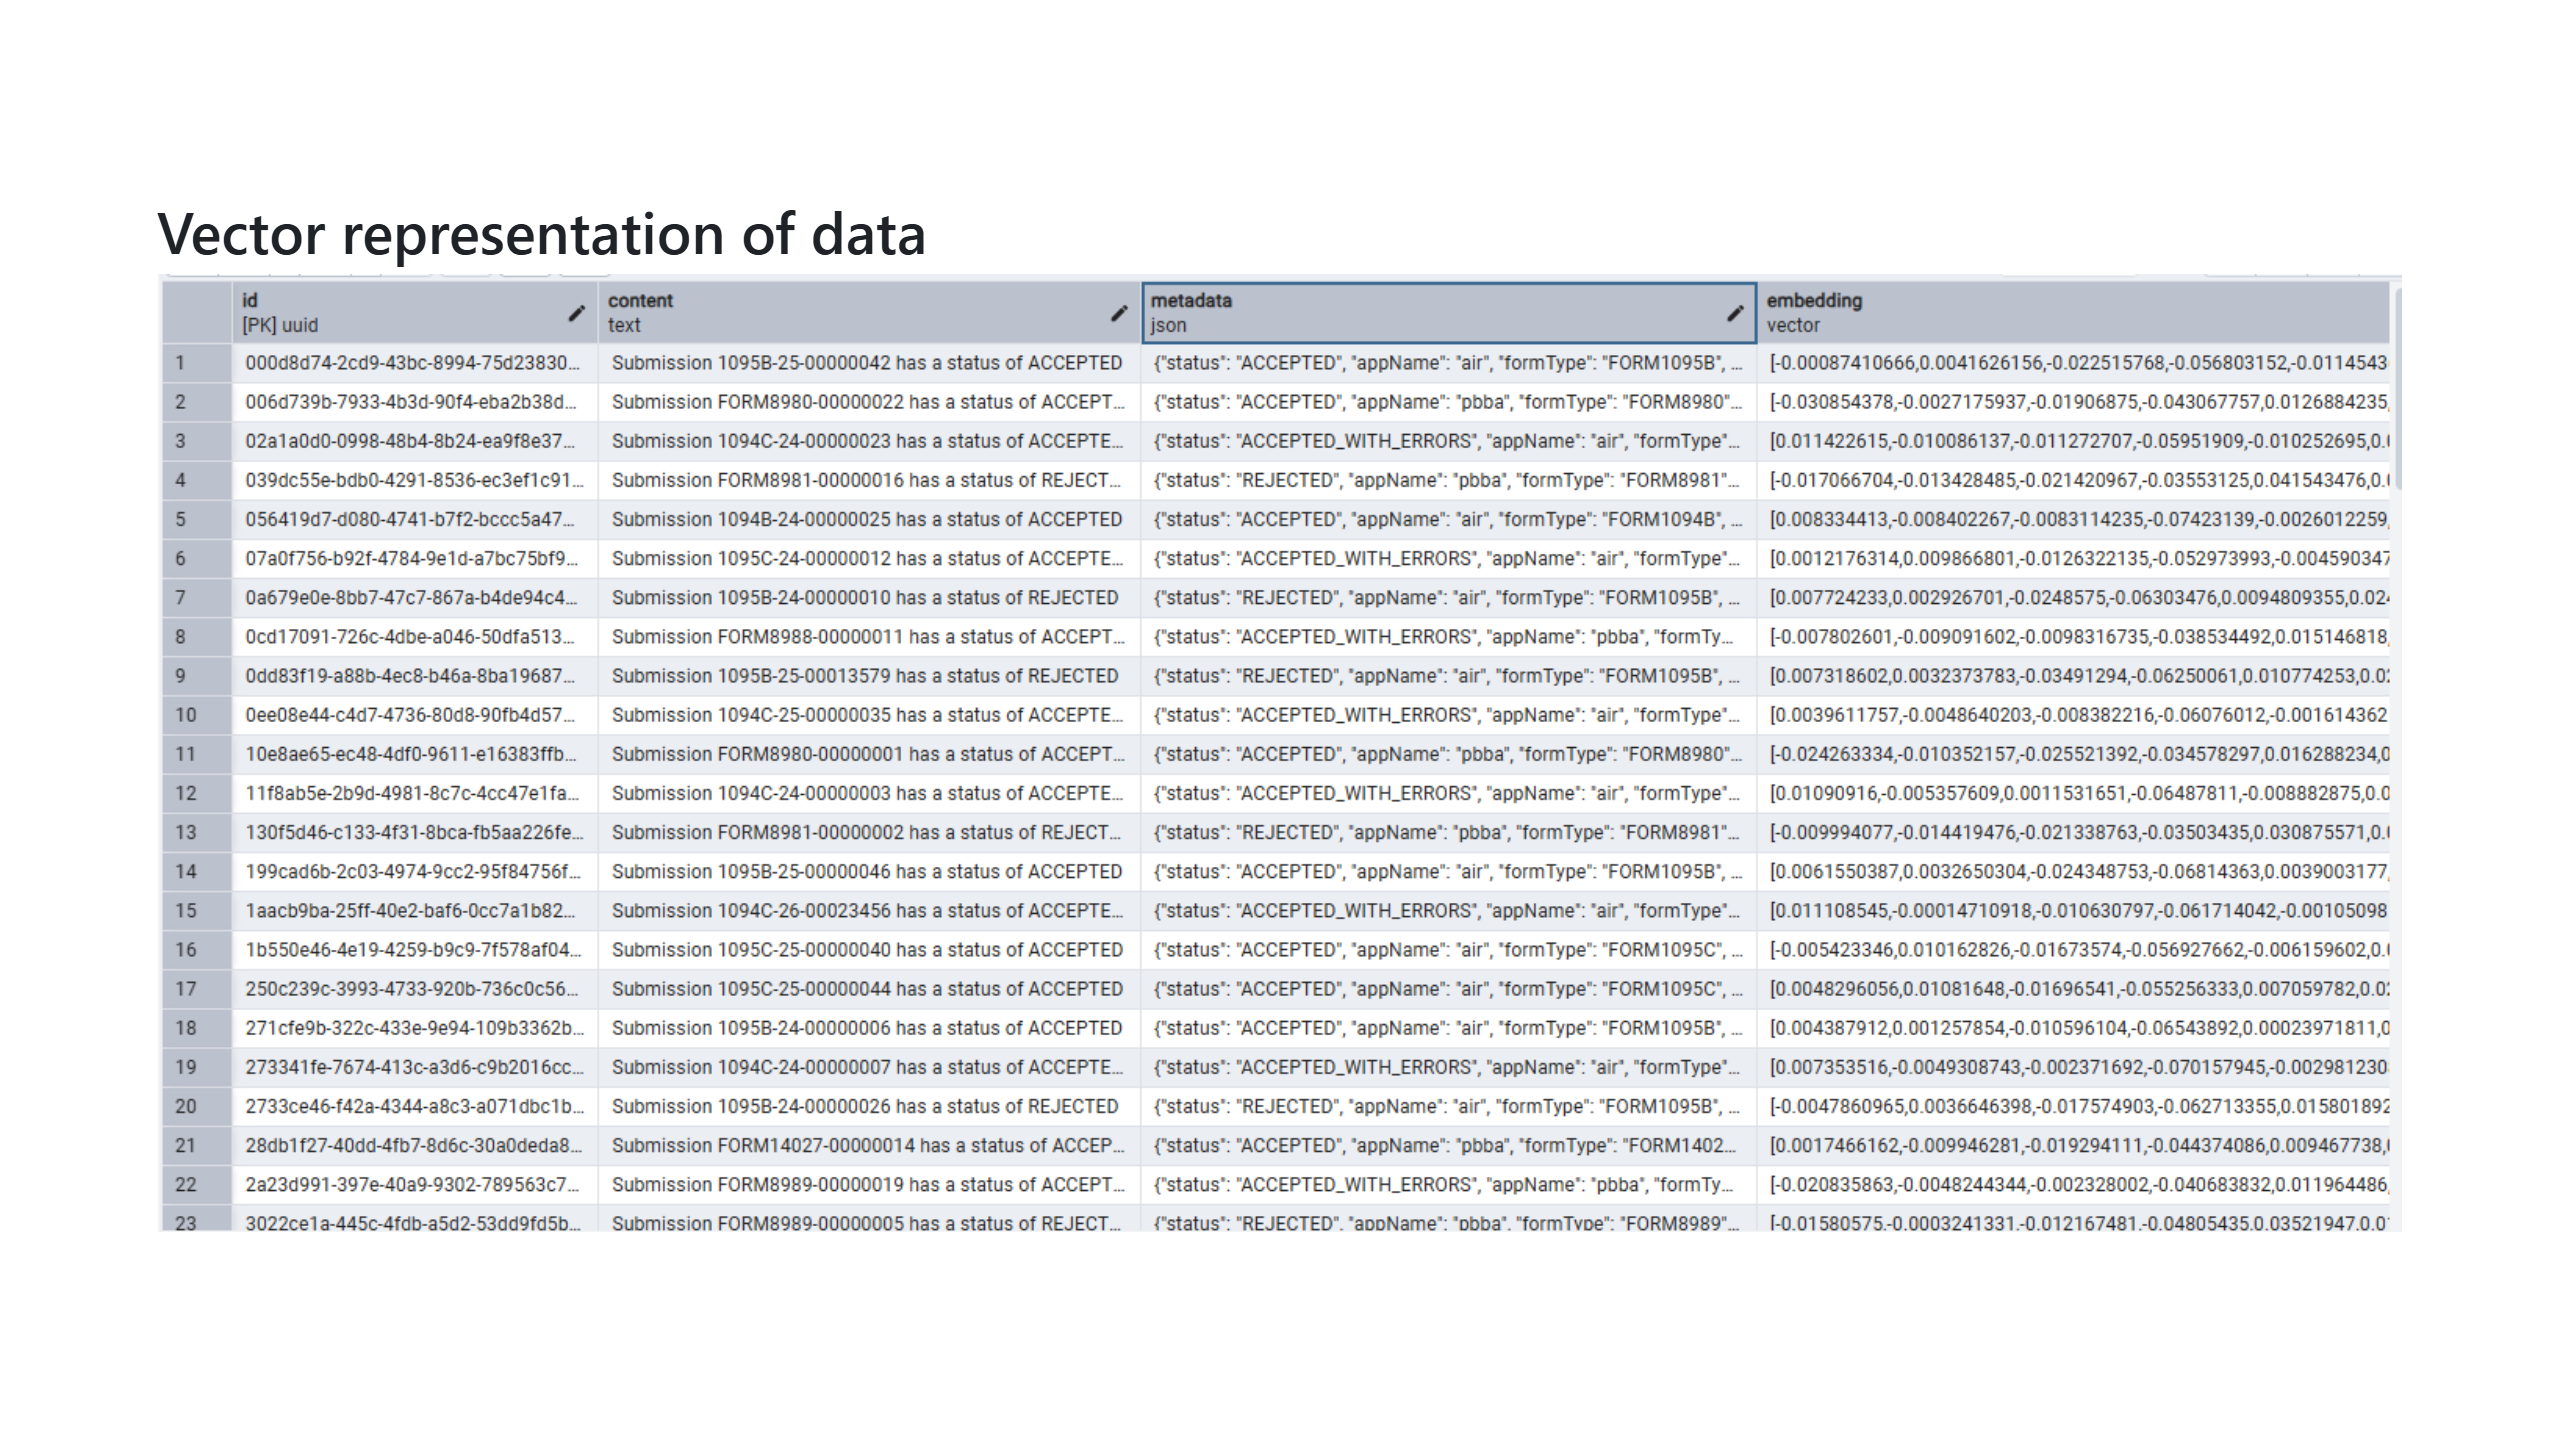 Vector representation of data
id content metadata embedding
[PK] uuid text json vector
1 000d8d74-2cd9-43bc-8994-75d23830... Submission 1095B-25-00000042 has a status of ACCEPTED {"status": "ACCEPTED", "appName": "air", "formType": "FORM1095B", ... [-0.00087410666,0.0041626156,-0.022515768,-0.056803152,-0.0114543
2 006d739b-7933-4b3d-90f4-eba2b38d... Submission FORM8980-00000022 has a status of ACCEPT... {"status": "ACCEPTED", "appName": "pbba", "formType": "FORM8980"... [-0.030854378,-0.0027175937,-0.01906875,-0.043067757,0.0126884235,
3 02a1a0d0-0998-48b4-8b24-ea9f8e37... Submission 1094C-24-00000023 has a status of ACCEPTE... {"status": "ACCEPTED_WITH_ERRORS", "appName": "air", "formType"... [0.011422615,-0.010086137,-0.011272707,-0.05951909,-0.010252695,0.
4 039dc55e-bdb0-4291-8536-ec3ef1c91... Submission FORM8981-00000016 has a status of REJECT... {"status": "REJECTED", "appName": "pbba", "formType": "FORM8981"... [-0.017066704,-0.013428485,-0.021420967,-0.03553125,0.041543476,0.
5 056419d7-d080-4741-b7f2-bccc5a47... Submission 1094B-24-00000025 has a status of ACCEPTED {"status": "ACCEPTED", "appName": "air", "formType": "FORM1094B", ... [0.008334413,-0.008402267,-0.0083114235,-0.07423139,-0.0026012259,
6 07a0f756-b92f-4784-9e1d-a7bc75bf9... Submission 1095C-24-00000012 has a status of ACCEPTE... {"status": "ACCEPTED_WITH_ERRORS", "appName": "air", "formType"... [0.0012176314,0.009866801,-0.0126322135,-0.052973993,-0.004590347
7 0a679e0e-8bb7-47c7-867a-b4de94c4... Submission 1095B-24-00000010 has a status of REJECTED {"status": "REJECTED", "appName": "air", "formType": "FORM1095B", ... [0.007724233,0.002926701,-0.0248575,-0.06303476,0.0094809355,0.024
8 0cd17091-726c-4dbe-a046-50dfa513... Submission FORM8988-00000011 has a status of ACCEPT... {"status": "ACCEPTED_WITH_ERRORS", "appName": "pbba", "formTy... [-0.007802601,-0.009091602,-0.0098316735,-0.038534492,0.015146818,
9 0dd83f19-a88b-4ec8-b46a-8ba19687... Submission 1095B-25-00013579 has a status of REJECTED {"status": "REJECTED", "appName": "air", "formType": "FORM1095B", ... [0.007318602,0.0032373783,-0.03491294,-0.06250061,0.010774253,0.02
10 0ee08e44-c4d7-4736-80d8-90fb4d57... Submission 1094C-25-00000035 has a status of ACCEPTE... {"status": "ACCEPTED_WITH_ERRORS", "appName": "air", "formType"... [0.0039611757,-0.0048640203,-0.008382216,-0.06076012,-0.001614362
11 10e8ae65-ec48-4df0-9611-e16383ffb... Submission FORM8980-00000001 has a status of ACCEPT... {"status": "ACCEPTED", "appName": "pbba", "formType": "FORM8980"... [-0.024263334,-0.010352157,-0.025521392,-0.034578297,0.016288234,0
12 11f8ab5e-2b9d-4981-8c7c-4cc47e1fa... Submission 1094C-24-00000003 has a status of ACCEPTE... {"status": "ACCEPTED_WITH_ERRORS", "appName": "air", "formType"... [0.01090916,-0.005357609,0.0011531651,-0.06487811,-0.008882875,0.0
13 130f5d46-c133-4f31-8bca-fb5aa226fe... Submission FORM8981-00000002 has a status of REJECT... {"status": "REJECTED", "appName": "pbba", "formType": "FORM8981"... [-0.009994077,-0.014419476,-0.021338763,-0.03503435,0.030875571,0.
14 199cad6b-2c03-4974-9cc2-95f84756f... Submission 1095B-25-00000046 has a status of ACCEPTED {"status": "ACCEPTED", "appName": "air", "formType": "FORM1095B", ... [0.0061550387,0.0032650304,-0.024348753,-0.06814363,0.0039003177,
15 1aacb9ba-25ff-40e2-baf6-0cc7a1b82... Submission 1094C-26-00023456 has a status of ACCEPTE... {"status": "ACCEPTED_WITH_ERRORS", "appName": "air", "formType"... [0.011108545,-0.00014710918,-0.010630797,-0.061714042,-0.00105098
16 1b550e46-4e19-4259-b9c9-7f578af04... Submission 1095C-25-00000040 has a status of ACCEPTED {"status": "ACCEPTED", "appName": "air", "formType": "FORM1095C", ... [-0.005423346,0.010162826,-0.01673574,-0.056927662,-0.006159602,0.
17 250c239c-3993-4733-920b-736c0c56... Submission 1095C-25-00000044 has a status of ACCEPTED {"status": "ACCEPTED", "appName": "air", "formType": "FORM1095C", ... [0.0048296056,0.01081648,-0.01696541,-0.055256333,0.007059782,0.02
18 271cfe9b-322c-433e-9e94-109b3362b... Submission 1095B-24-00000006 has a status of ACCEPTED {"status": "ACCEPTED", "appName": "air", "formType": "FORM1095B", ... [0.004387912,0.001257854,-0.010596104,-0.06543892,0.00023971811,0
19 273341fe-7674-413c-a3d6-c9b2016cc... Submission 1094C-24-00000007 has a status of ACCEPTE... {"status": "ACCEPTED_WITH_ERRORS", "appName": "air", "formType"... [0.007353516,-0.0049308743,-0.002371692,-0.070157945,-0.002981230
20 2733ce46-f42a-4344-a8c3-a071dbc1b... Submission 1095B-24-00000026 has a status of REJECTED {"status": "REJECTED", "appName": "air", "formType": "FORM1095B", ... [-0.0047860965,0.0036646398,-0.017574903,-0.062713355,0.015801892
21 28db1f27-40dd-4fb7-8d6c-30a0deda8... Submission FORM14027-00000014 has a status of ACCEP... {"status": "ACCEPTED", "appName": "pbba", "formType": "FORM1402... [0.0017466162,-0.009946281,-0.019294111,-0.044374086,0.009467738,
22 2a23d991-397e-40a9-9302-789563c7... Submission FORM8989-00000019 has a status of ACCEPT... {"status": "ACCEPTED_WITH_ERRORS", "appName": "pbba", "formTy... [-0.020835863,-0.0048244344,-0.002328002,-0.040683832,0.011964486,
23 3022ce1a-445c-4fdb-a5d2-53dd9fd5b... Submission FORM8989-00000005 has a status of REJECT... {"status": "REJECTED", "appName": "pbba", "formType": "FORM8989"... [-0.01580575,-0.0003241331,-0.012167481,-0.04805435,0.03521947,0.0